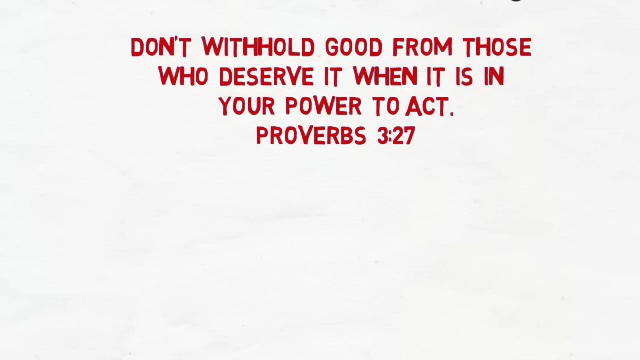 DON'T WITHHOLD GOOD FROM THOSE
WHO DESERVE IT WHEN IT IS IN
YOUR POWER TO ACT.
PROVERBS 3:27